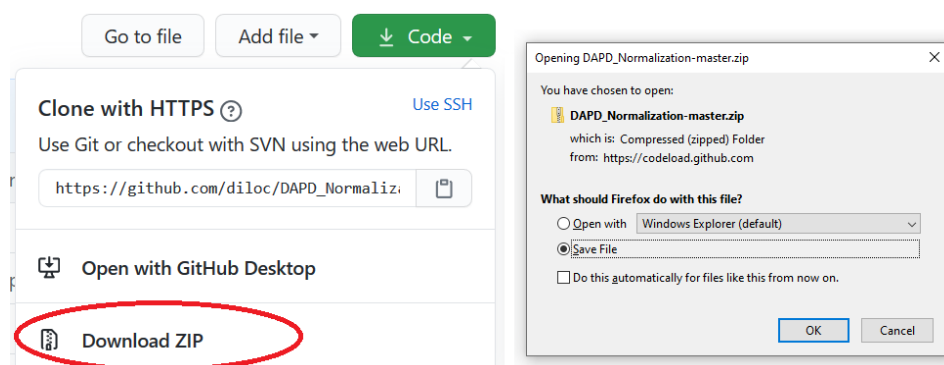 Go to file
Add file
Code
Clone with HTTPS
Use SSH
Use Git or checkout with SVN using the web URL.
https://github.com/diloc/DAPD_Normaliz
Open with GitHub Desktop
Download ZIP
Opening DAPD_Normalization-master.zip
You have chosen to open:
DAPD_Normalization-master.zip
which is: Compressed (zipped) Folder
from: https://codeload.github.com
What should Firefox do with this file?
Open with Windows Explorer (default)
Save File
Do this automatically for files like this from now on.
OK Cancel